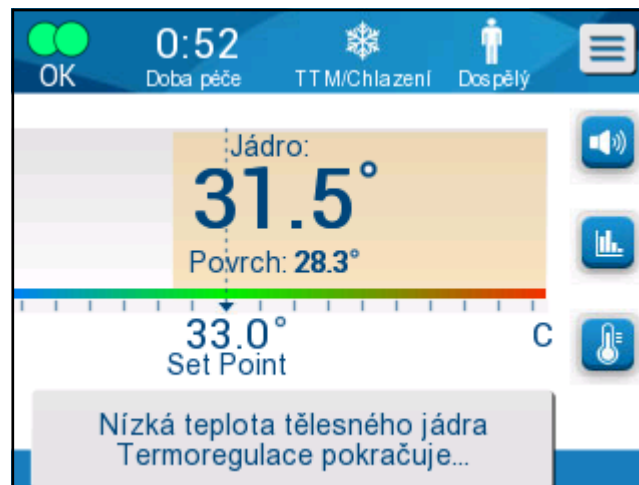 OK
0:52
Doba péče
TTM/Chlazení
Dospělý
Jádro:
31.5°
Povrch: 28.3°
33.0°
C
Set Point
Nízká teplota tělesného jádra
Termoregulace pokračuje...